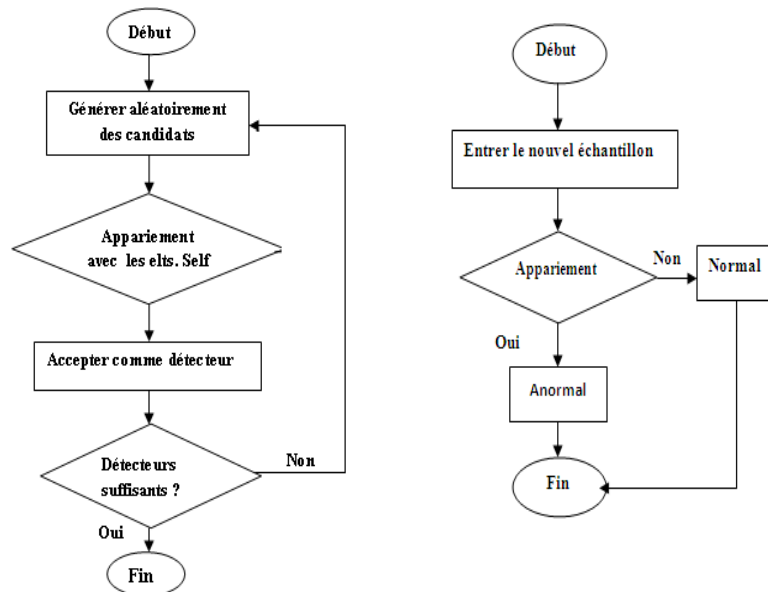 Début
Générer aléatoirement
des candidats
Appariement
avec les elts. Self
Accepter comme détecteur
Détecteurs
suffisants ?
Non
Oui
Fin
Début
Entrer le nouvel échantillon
Appariement
Non
Normal
Oui
Anormal
Fin